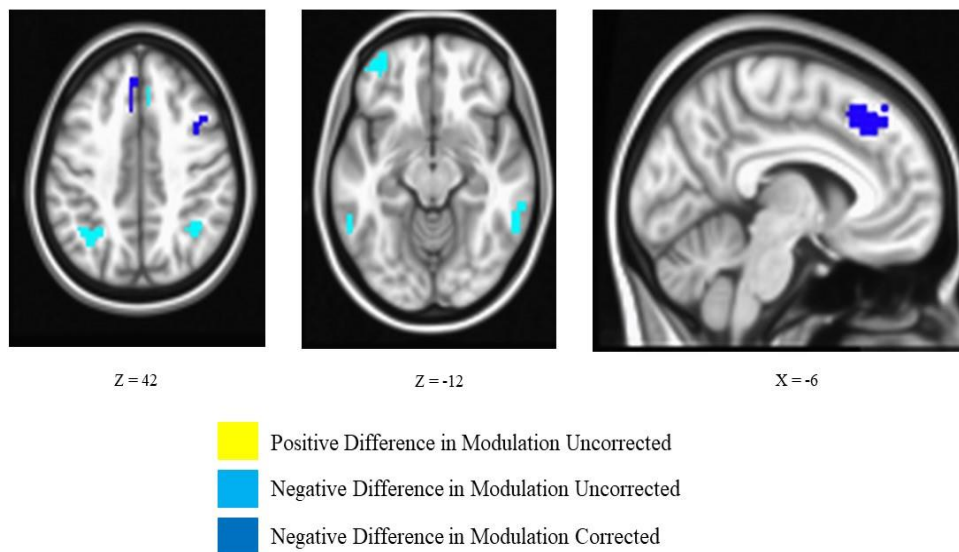 Z = 42
Z = -12
X = -6
Positive Difference in Modulation Uncorrected
Negative Difference in Modulation Uncorrected
Negative Difference in Modulation Corrected